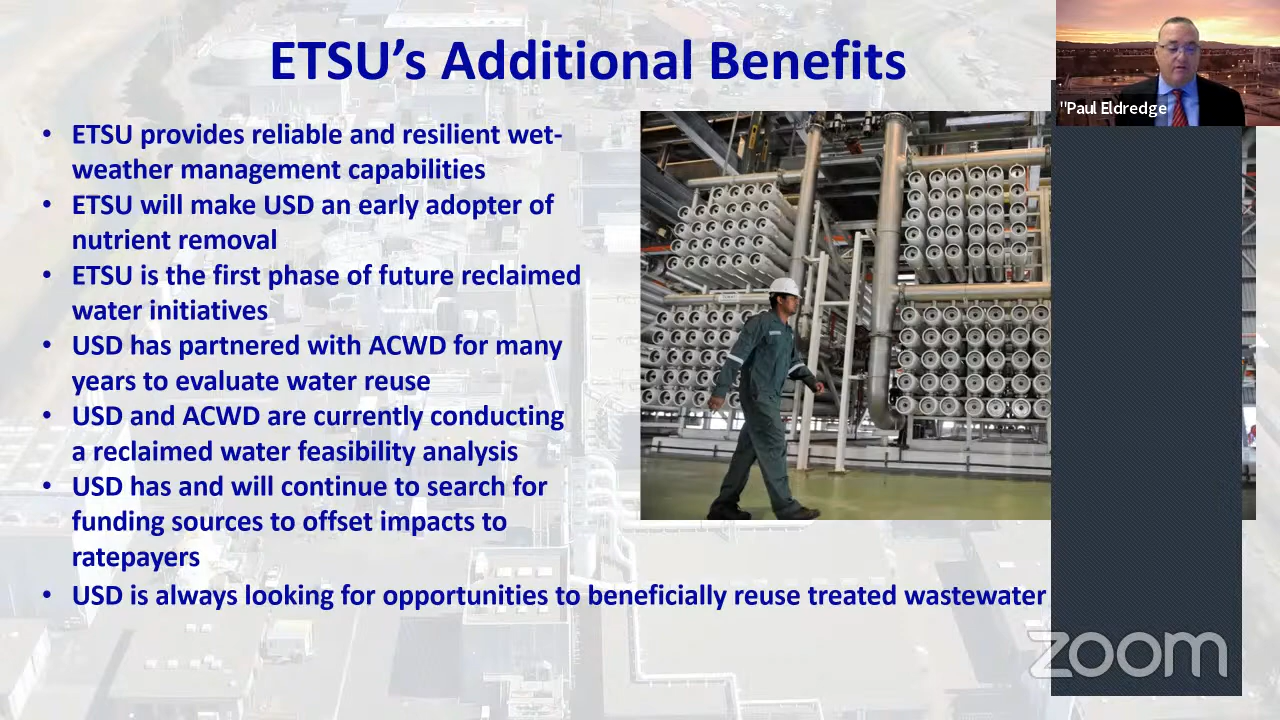 ETSU’s Additional Benefits
"Paul Eldredge
• ETSU provides reliable and resilient wet-
weather management capabilities
• ETSU will make USD an early adopter of
nutrient removal
• ETSU is the first phase of future reclaimed
water initiatives
• USD has partnered with ACWD for many
years to evaluate water reuse
• USD and ACWD are currently conducting
a reclaimed water feasibility analysis
• USD has and will continue to search for
funding sources to offset impacts to
ratepayers
• USD is always looking for opportunities to beneficially reuse treated wastewater
zoom